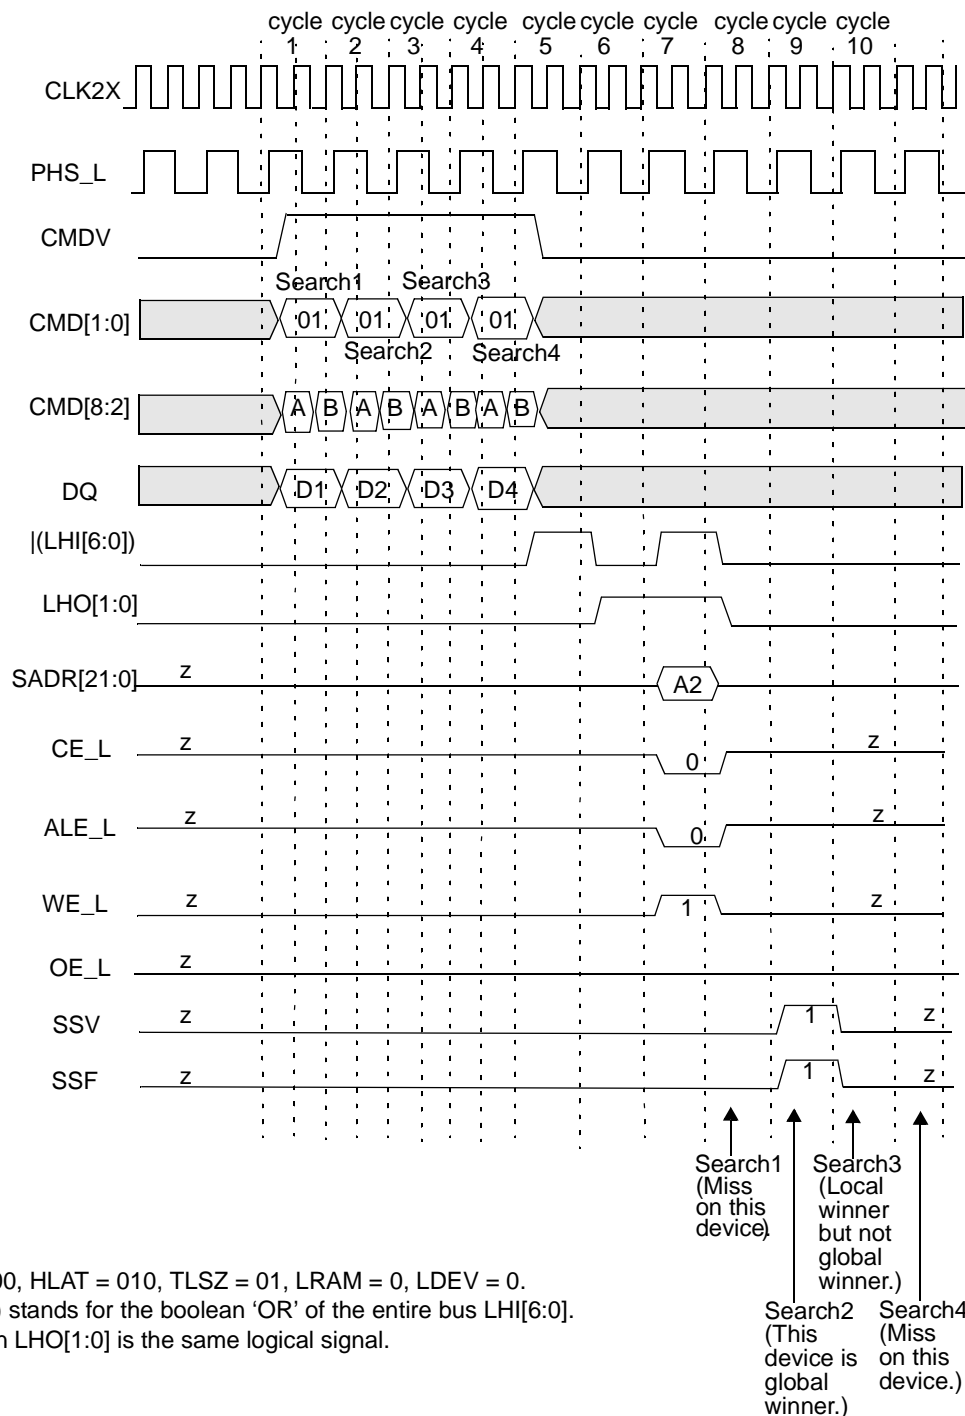 cycle cycle cycle cycle cycle cycle cycle cycle cycle cycle
1 2 3 4 5 6 7 8 9 10
CLK2X
PHS_L
CMDV
Search1 Search3
CMD[1:0] 01 01 01 01
Search2 Search4
CMD[8:2] A B A B A B A B
DQ D1 D2 D3 D4
|(LHI[6:0])
LHO[1:0]
SADR[21:0] z A2
CE_L z 0 z
ALE_L z 0 z
WE_L z 1 z
OE_L z
SSV z 1 z
SSF z 1 z
Search1
(Miss
on this
device).
Search3
(Local
winner
but not
global
winner.)
Search2
(This
device is
global
winner.)
Search4
(Miss
on this
device.)
00, HLAT = 010, TLSZ = 01, LRAM = 0, LDEV = 0.
) stands for the boolean ‘OR’ of the entire bus LHI[6:0].
n LHO[1:0] is the same logical signal.